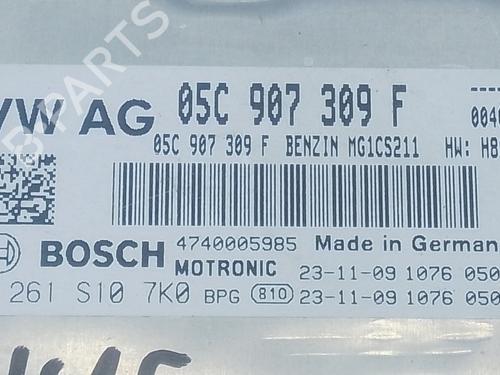 VW AG 05C 907 309 F
05C 907 309 F BENZIN MG1CS211 HW: H8
BOSCH 4740005985 Made in German
MOTRONIC 23-11-09 1076 050
261 S10 7K0 BPG 810 23-11-09 1076 050
B-PARTS